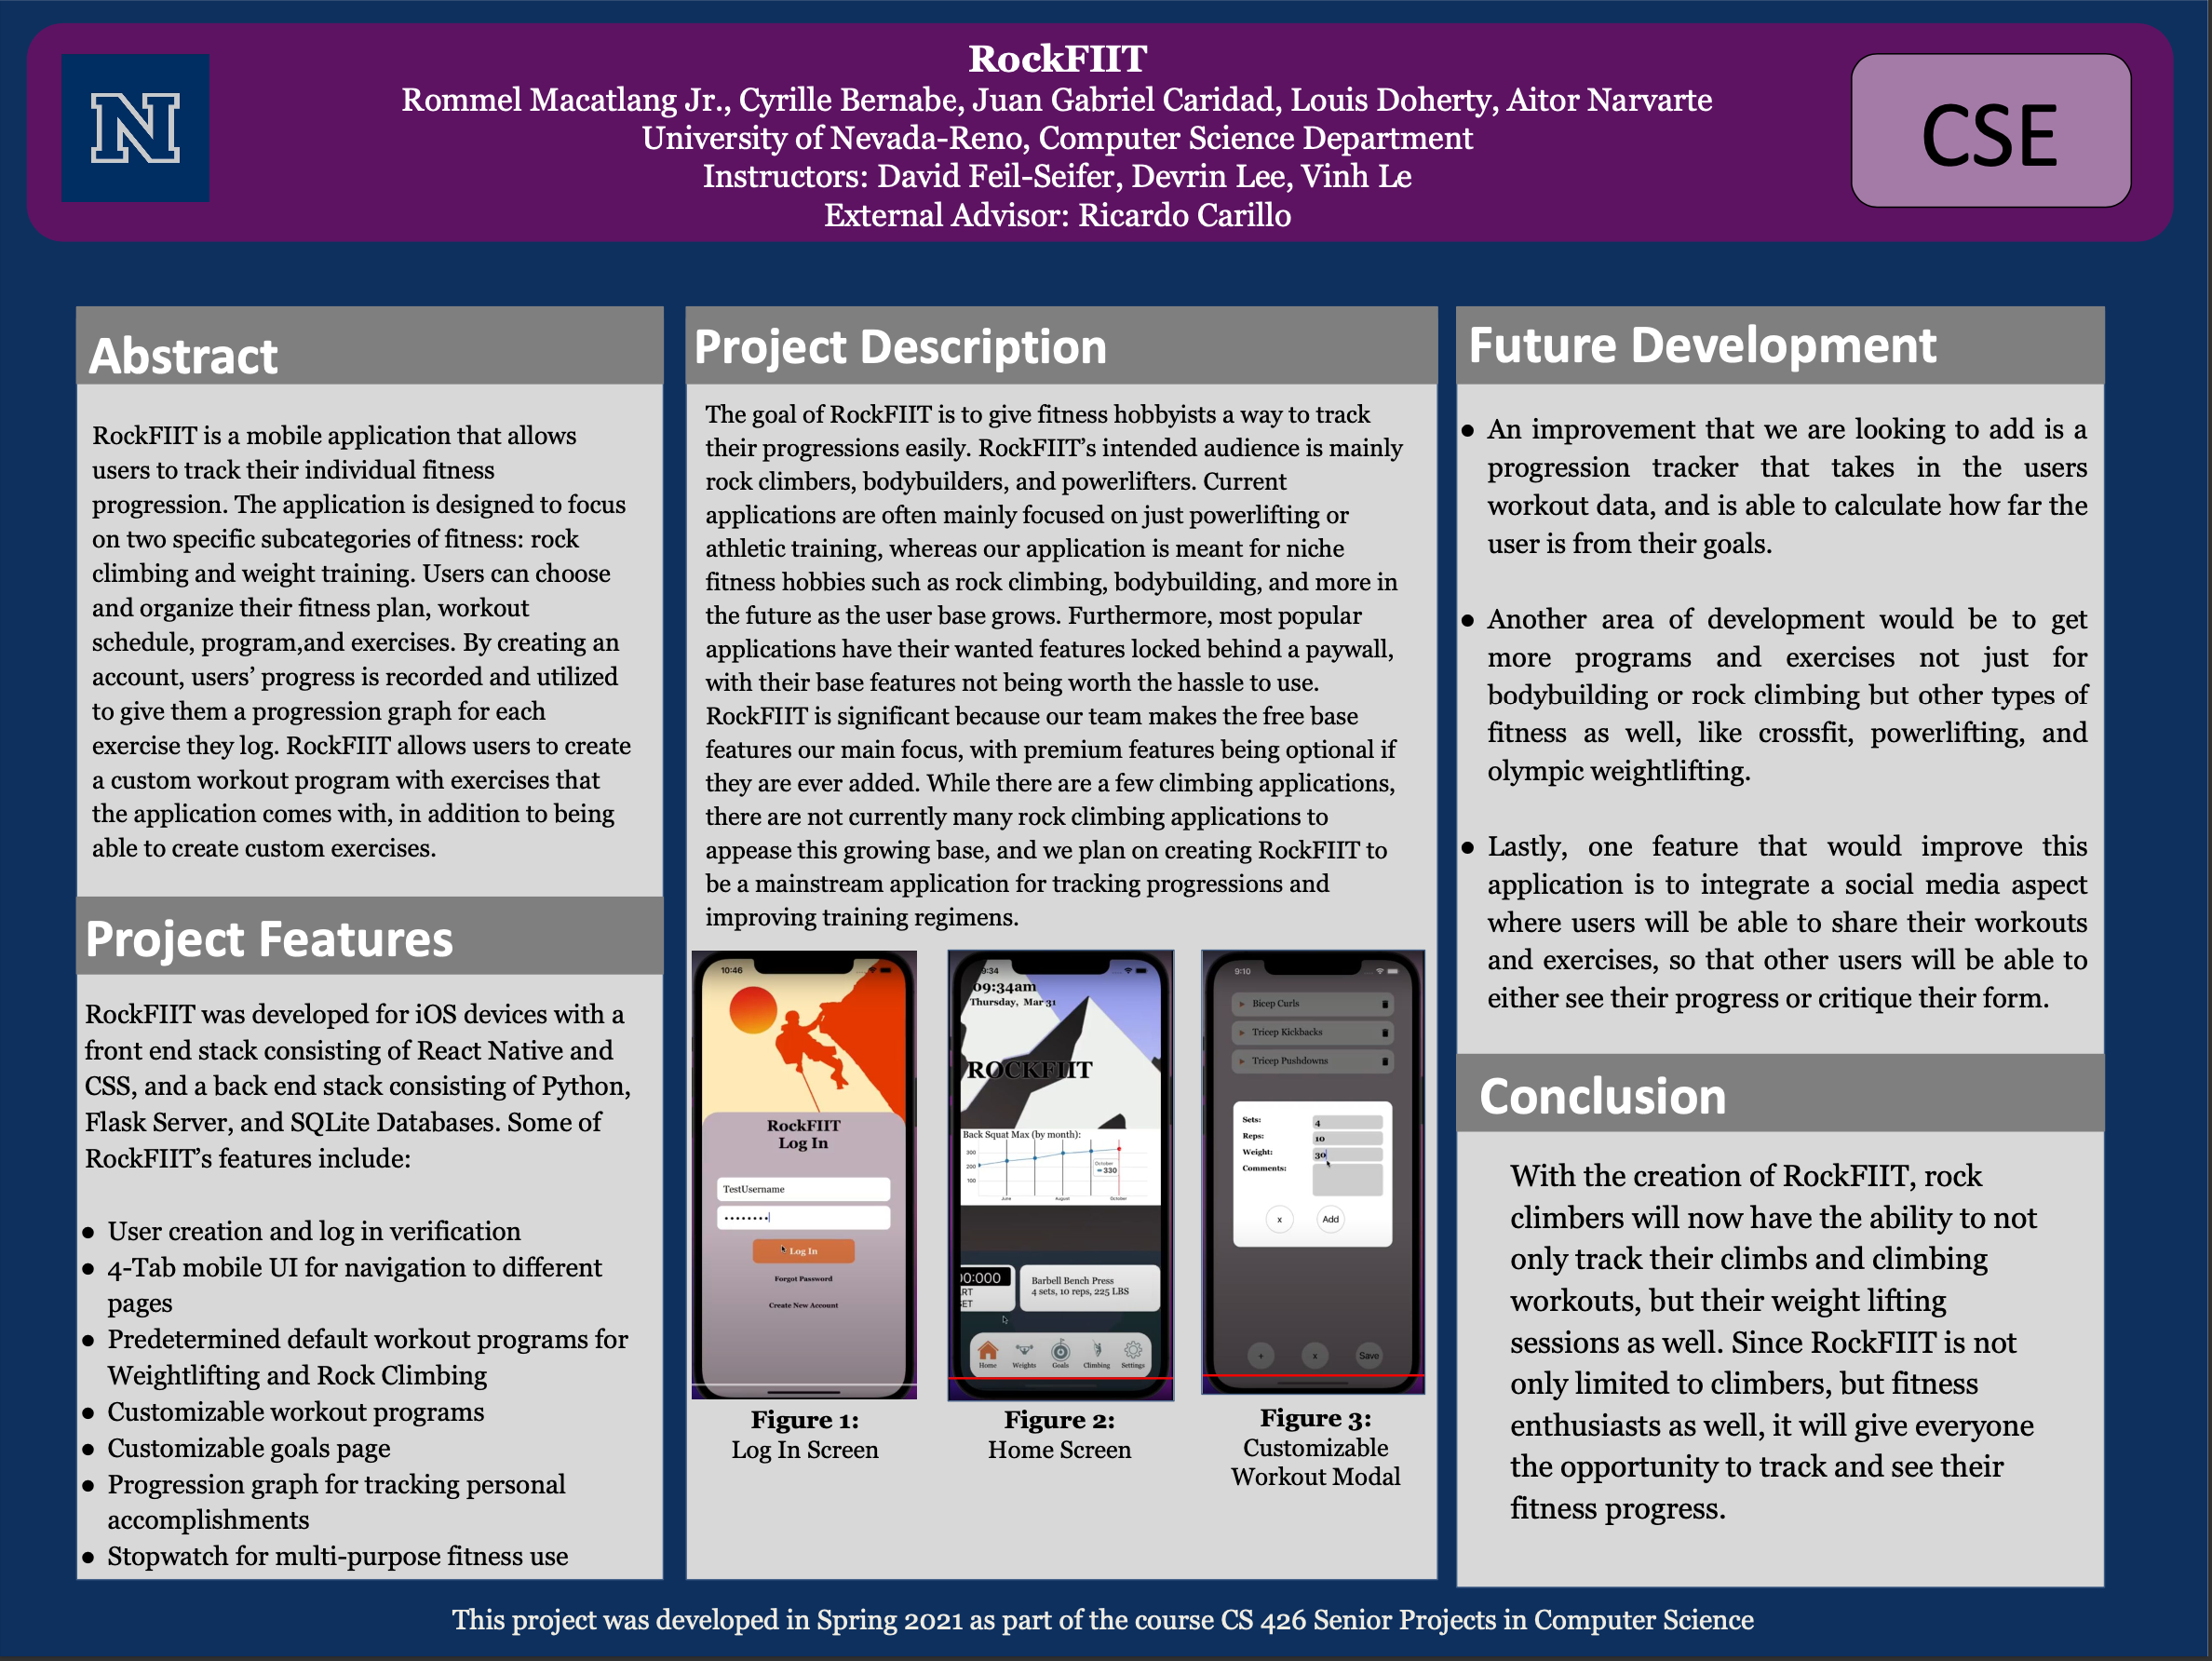 RockFIIT
Rommel Macatlang Jr., Cyrille Bernabe, Juan Gabriel Caridad, Louis Doherty, Aitor Narvarte
University of Nevada-Reno, Computer Science Department
Instructors: David Feil-Seifer, Devrin Lee, Vinh Le
External Advisor: Ricardo Carillo
N
CSE
Abstract
RockFIIT is a mobile application that allows
users to track their individual fitness
progression. The application is designed to focus
on two specific subcategories of fitness: rock
climbing and weight training. Users can choose
and organize their fitness plan, workout
schedule, program,and exercises. By creating an
account, users’ progress is recorded and utilized
to give them a progression graph for each
exercise they log. RockFIIT allows users to create
a custom workout program with exercises that
the application comes with, in addition to being
able to create custom exercises.
Project Features
RockFIIT was developed for iOS devices with a
front end stack consisting of React Native and
CSS, and a back end stack consisting of Python,
Flask Server, and SQLite Databases. Some of
RockFIIT’s features include:
● User creation and log in verification
● 4-Tab mobile UI for navigation to different
pages
● Predetermined default workout programs for
Weightlifting and Rock Climbing
● Customizable workout programs
● Customizable goals page
● Progression graph for tracking personal
accomplishments
● Stopwatch for multi-purpose fitness use
Project Description
The goal of RockFIIT is to give fitness hobbyists a way to track
their progressions easily. RockFIIT’s intended audience is mainly
rock climbers, bodybuilders, and powerlifters. Current
applications are often mainly focused on just powerlifting or
athletic training, whereas our application is meant for niche
fitness hobbies such as rock climbing, bodybuilding, and more in
the future as the user base grows. Furthermore, most popular
applications have their wanted features locked behind a paywall,
with their base features not being worth the hassle to use.
RockFIIT is significant because our team makes the free base
features our main focus, with premium features being optional if
they are ever added. While there are a few climbing applications,
there are not currently many rock climbing applications to
appease this growing base, and we plan on creating RockFIIT to
be a mainstream application for tracking progressions and
improving training regimens.
10:46
RockFIIT
Log In
TestUsername
••••••••
Log In
Forgot Password
Create New Account
Figure 1:
Log In Screen
9:34
09:34am
Thursday, Mar 31
ROCKFIIT
Back Squat Max (by month):
300
200
100
October
330
June August October
00:000
RT
ET
Barbell Bench Press
4 sets, 10 reps, 225 LBS
Home Weights Goals Climbing Settings
Figure 2:
Home Screen
9:10
Bicep Curls
Tricep Kickbacks
Tricep Pushdowns
Sets: 4
Reps: 10
Weight: 30
Comments:
x Add
+ x Save
Figure 3:
Customizable
Workout Modal
Future Development
● An improvement that we are looking to add is a
progression tracker that takes in the users
workout data, and is able to calculate how far the
user is from their goals.
● Another area of development would be to get
more programs and exercises not just for
bodybuilding or rock climbing but other types of
fitness as well, like crossfit, powerlifting, and
olympic weightlifting.
● Lastly, one feature that would improve this
application is to integrate a social media aspect
where users will be able to share their workouts
and exercises, so that other users will be able to
either see their progress or critique their form.
Conclusion
With the creation of RockFIIT, rock
climbers will now have the ability to not
only track their climbs and climbing
workouts, but their weight lifting
sessions as well. Since RockFIIT is not
only limited to climbers, but fitness
enthusiasts as well, it will give everyone
the opportunity to track and see their
fitness progress.
This project was developed in Spring 2021 as part of the course CS 426 Senior Projects in Computer Science